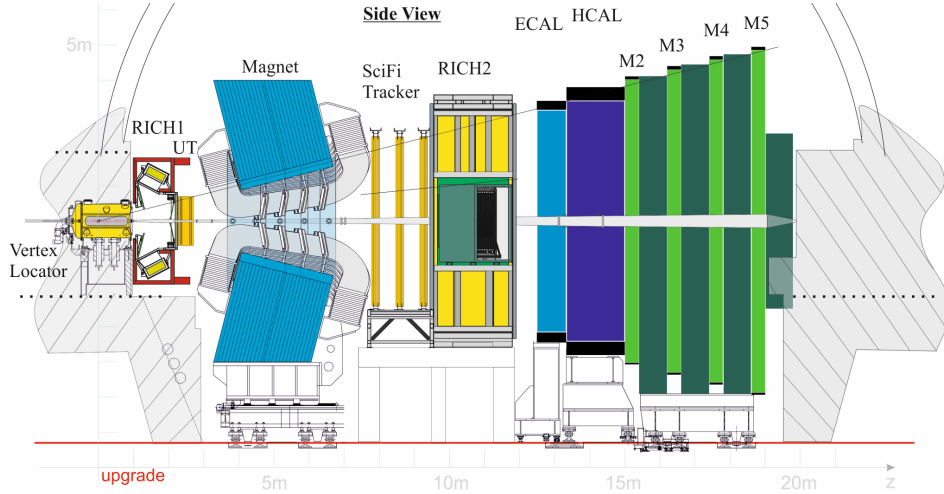 Side View
ECAL
HCAL
M5
M4
M3
M2
5m
Magnet
SciFi
Tracker
RICH2
RICH1
UT
Vertex
Locator
upgrade
5m
10m
15m
20m
z